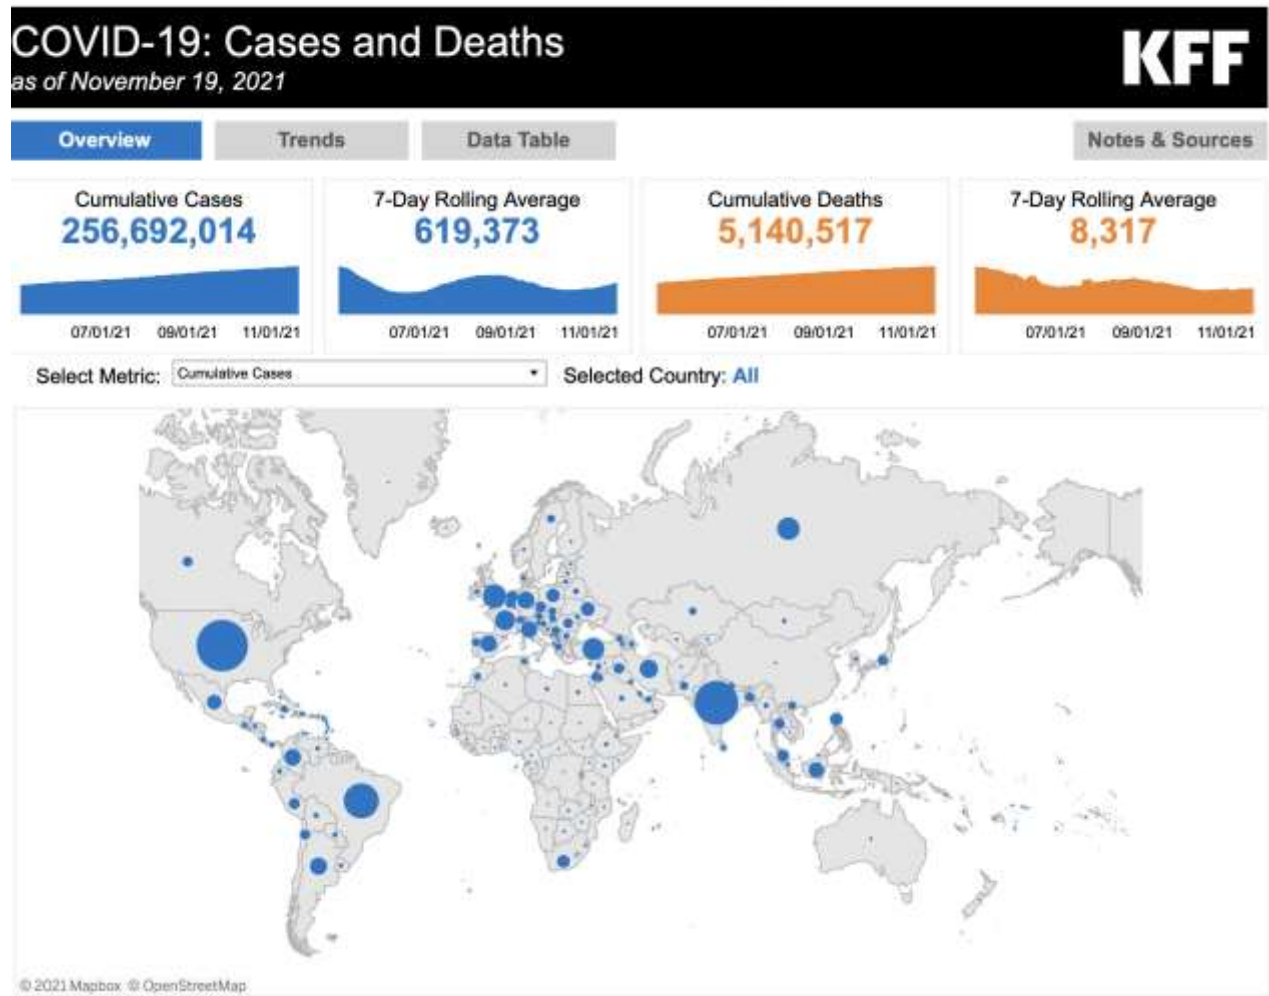 COVID-19: Cases and Deaths
as of November 19, 2021
KFF
Overview
Trends
Data Table
Notes & Sources
Cumulative Cases
256,692,014
07/01/21 09/01/21 11/01/21
7-Day Rolling Average
619,373
07/01/21 09/01/21 11/01/21
Cumulative Deaths
5,140,517
07/01/21 09/01/21 11/01/21
7-Day Rolling Average
8,317
07/01/21 09/01/21 11/01/21
Select Metric: Cumulative Cases
Selected Country: All
© 2021 Mapbox © OpenStreetMap